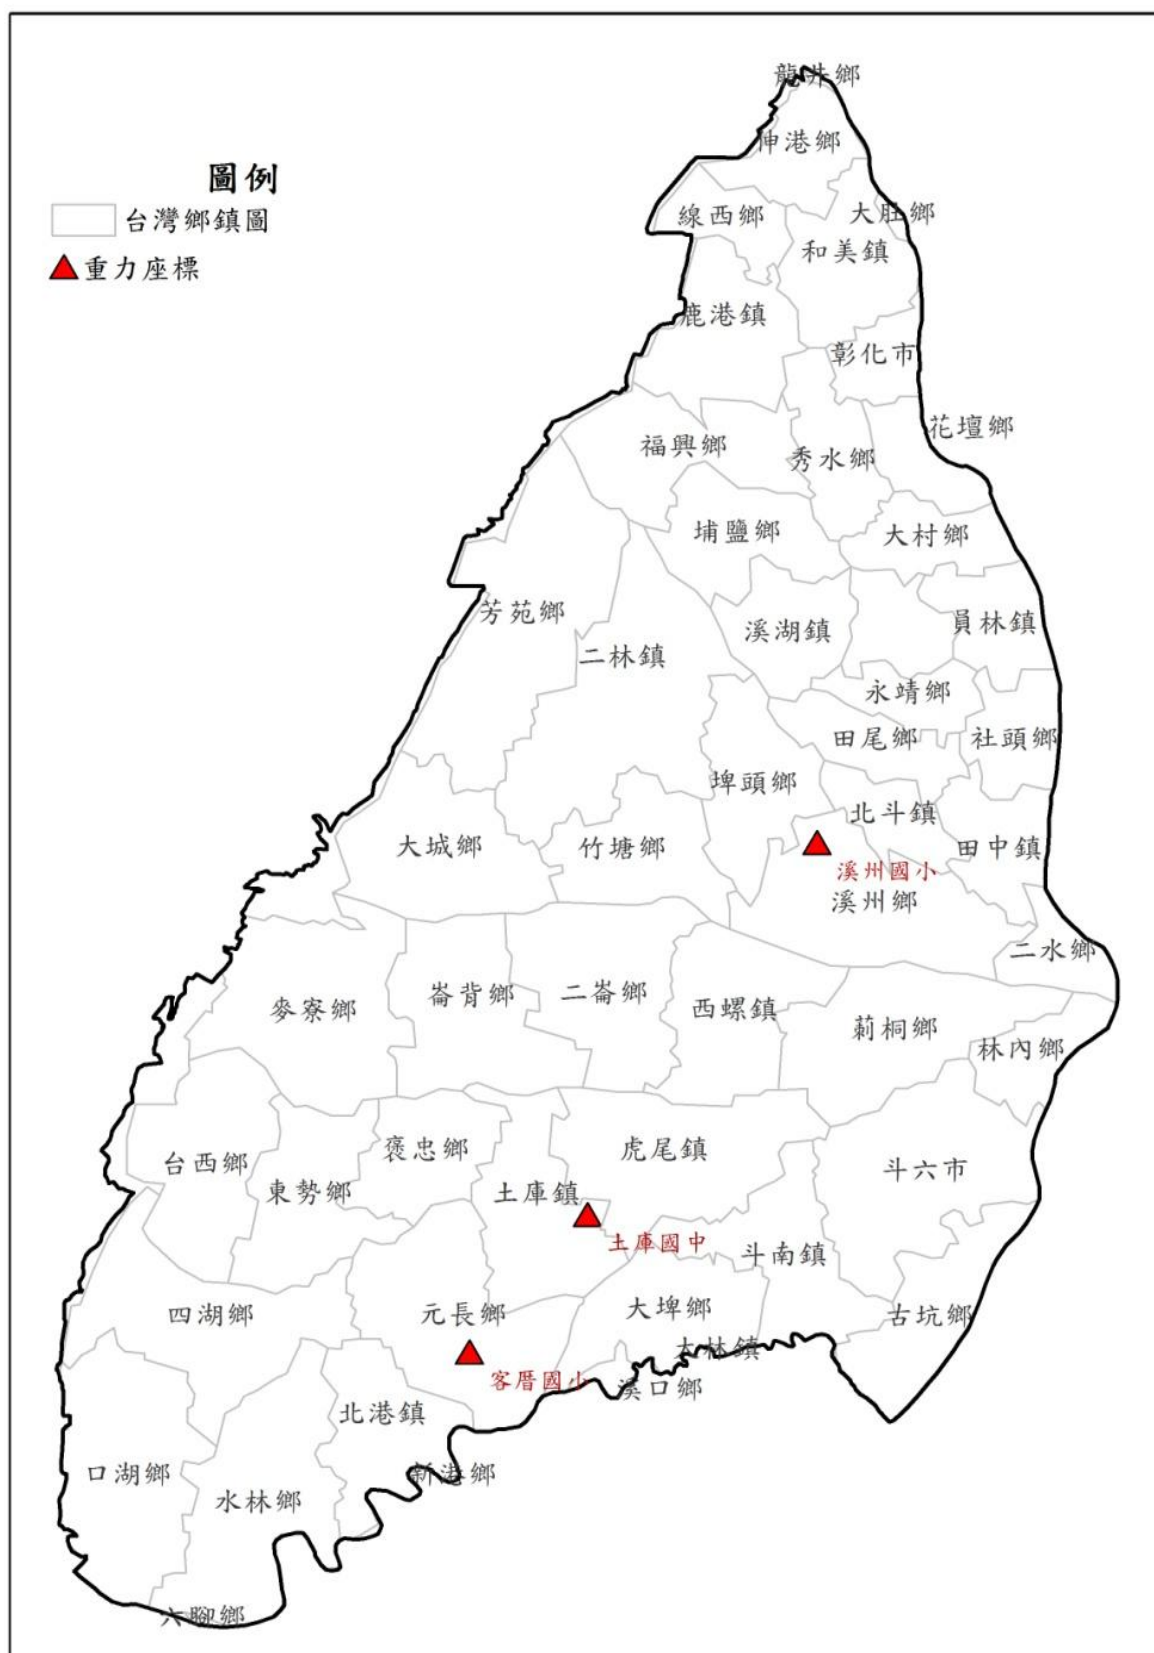 龍井鄉
伸港鄉
圖例
台灣鄉鎮圖
重力座標
線西鄉
大肚鄉
和美鎮
鹿港鎮
彰化市
花壇鄉
福興鄉
秀水鄉
埔鹽鄉
大村鄉
芳苑鄉
溪湖鎮
員林鎮
二林鎮
永靖鄉
田尾鄉
社頭鄉
埤頭鄉
北斗鎮
大城鄉
竹塘鄉
田中鎮
溪州國小
溪州鄉
二水鄉
麥寮鄉
崙背鄉
二崙鄉
西螺鎮
莿桐鄉
林內鄉
台西鄉
褒忠鄉
虎尾鎮
斗六市
東勢鄉
土庫鎮
土庫國中
斗南鎮
四湖鄉
元長鄉
大埤鄉
古坑鄉
大林鎮
客厝國小
溪口鄉
北港鎮
口湖鄉
水林鄉
新港鄉
六腳鄉